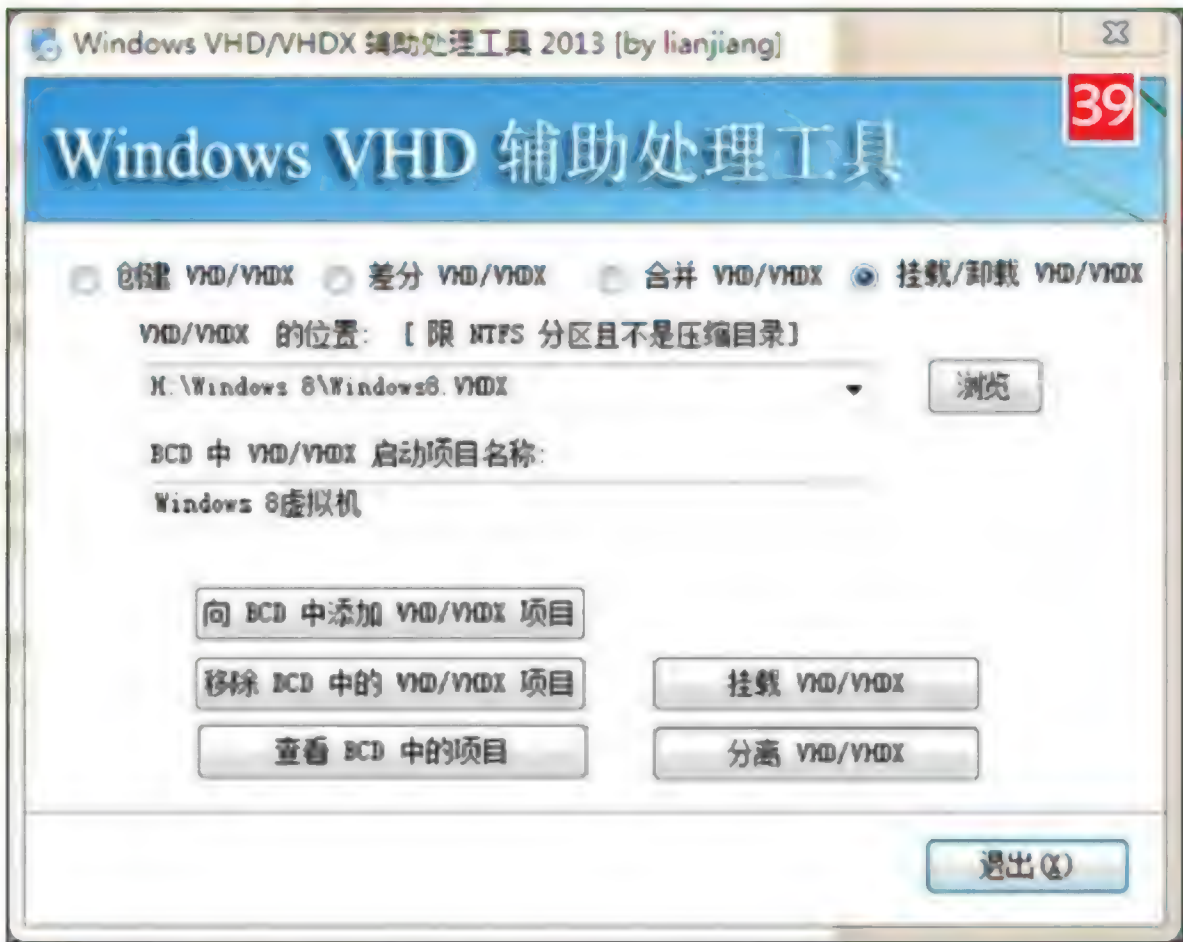 Windows VHD/VHDX 辅助处理工具 2013 [by lianjiang]
39
Windows VHD 辅助处理工具
创建 VHD/VHDX 差分 VHD/VHDX 合并 VHD/VHDX 挂载/卸载 VHD/VHDX
VHD/VHDX 的位置: [ 限 NTFS 分区且不是压缩目录]
H:\Windows 8\Windows8.VHDX 浏览
BCD 中 VHD/VHDX 启动项目名称:
Windows 8虚拟机
向 BCD 中添加 VHD/VHDX 项目
移除 BCD 中的 VHD/VHDX 项目 挂载 VHD/VHDX
查看 BCD 中的项目 分离 VHD/VHDX
退出(X)